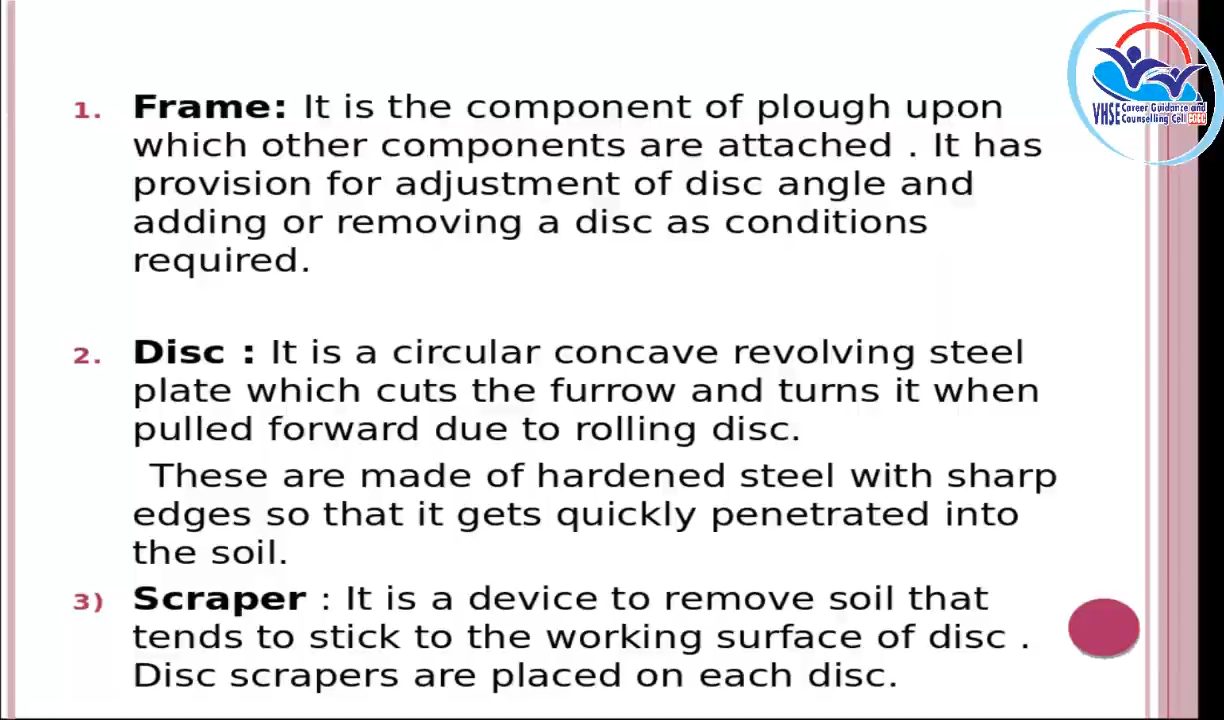 1. Frame: It is the component of plough upon
which other components are attached . It has
provision for adjustment of disc angle and
adding or removing a disc as conditions
required.
2. Disc : It is a circular concave revolving steel
plate which cuts the furrow and turns it when
pulled forward due to rolling disc.
These are made of hardened steel with sharp
edges so that it gets quickly penetrated into
the soil.
3) Scraper : It is a device to remove soil that
tends to stick to the working surface of disc .
Disc scrapers are placed on each disc.
VHSE Career Guidance and
Counselling Cell CGCC